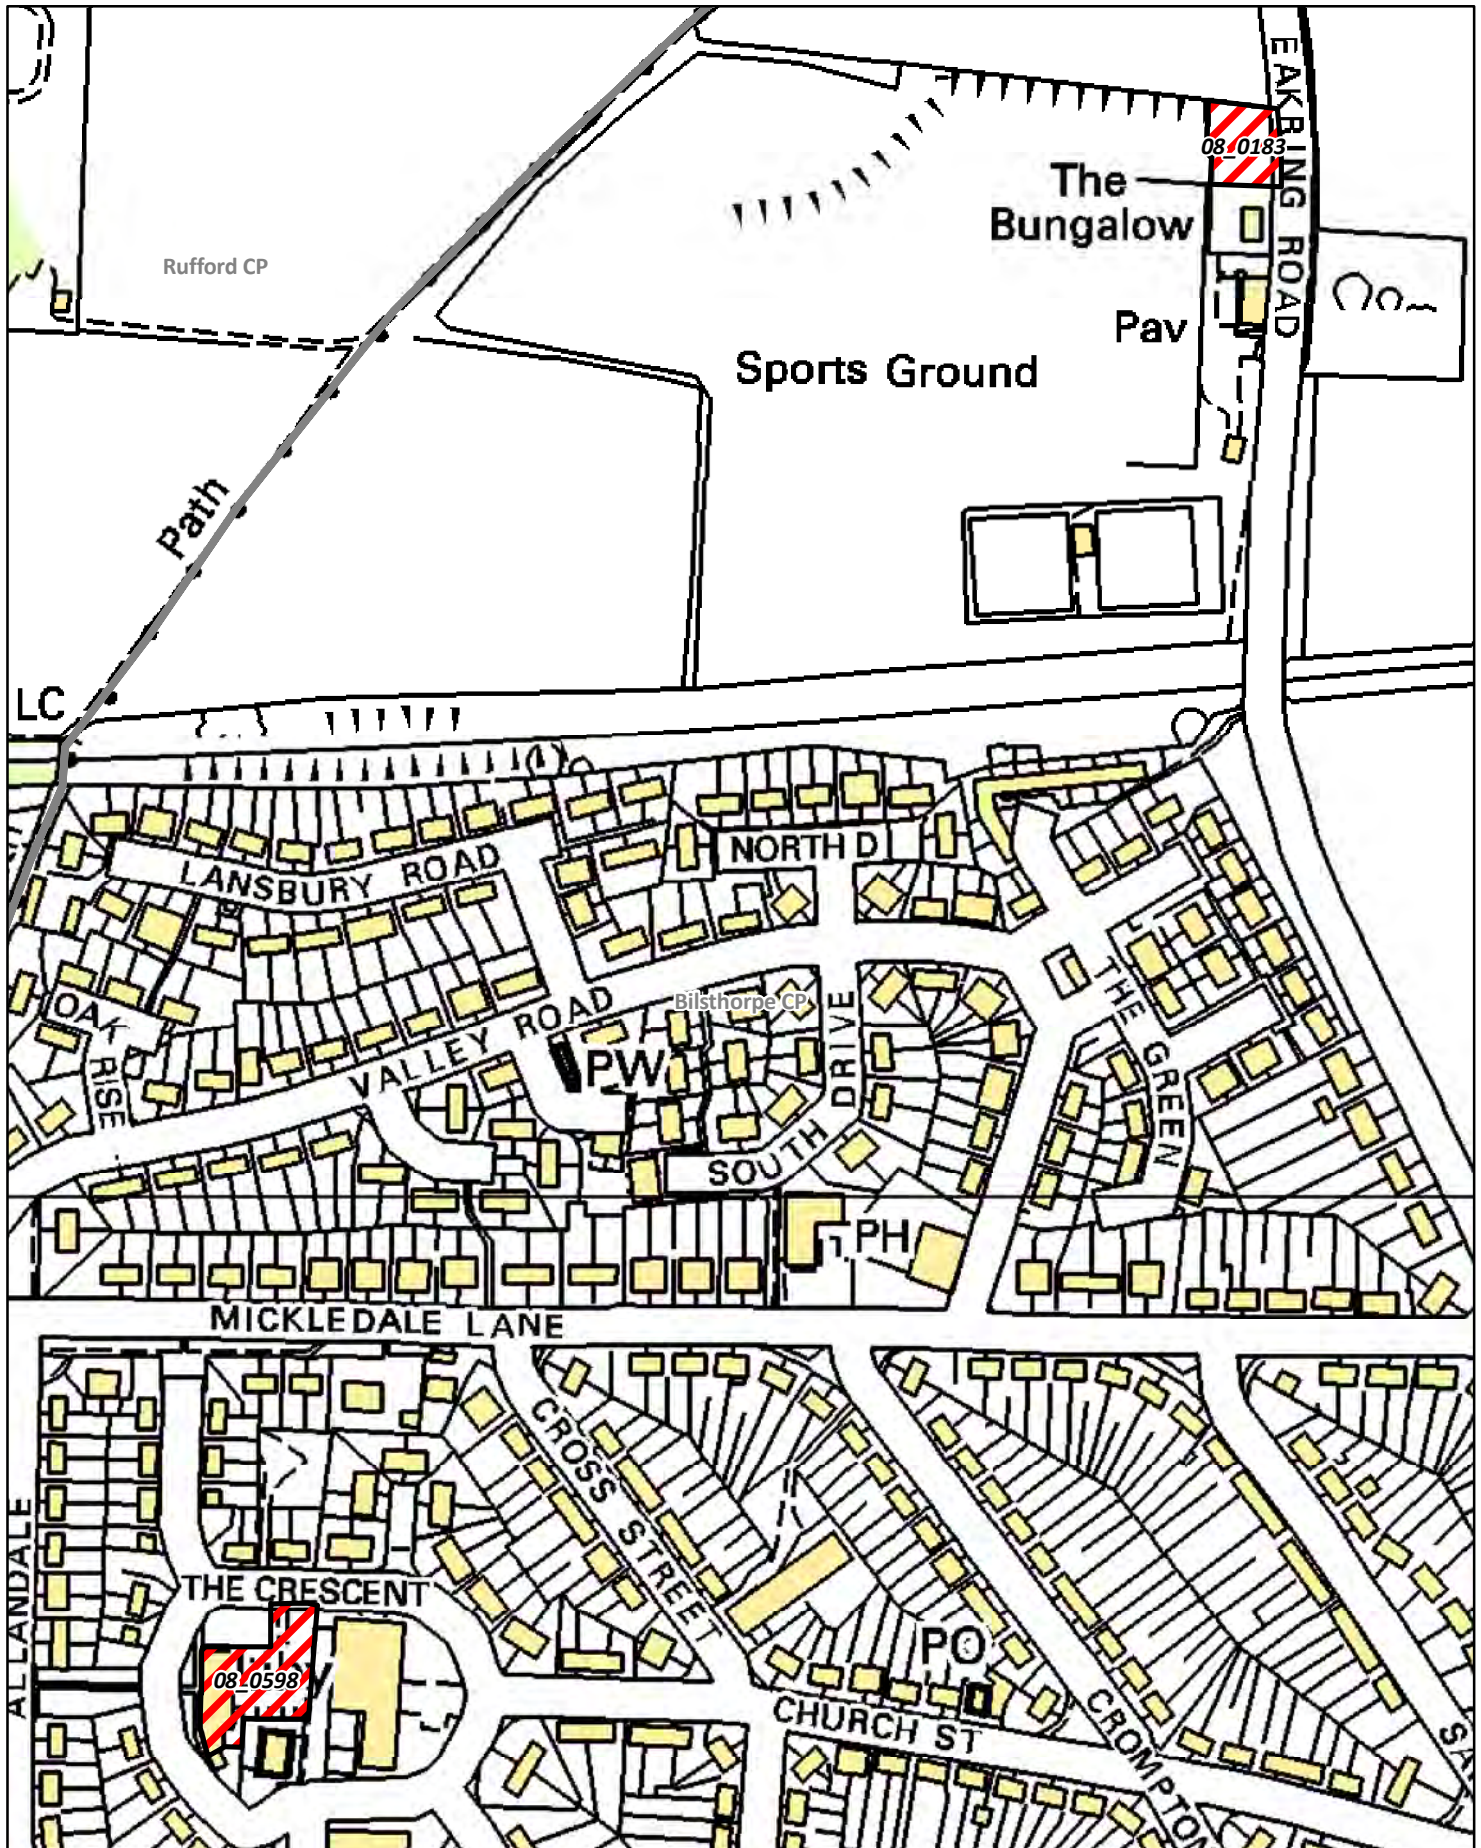 EAKRING ROAD
08_0183
The
Bungalow
Rufford CP
Pav
Sports Ground
Path
LC
NORTH D
LANSBURY ROAD
OAK RISE
VALLEY ROAD
Bilsthorpe CP
THE GREEN
PW
DRIVE
SOUTH
PH
MICKLEDALE LANE
CROSS STREET
ALLANDALE
THE CRESCENT
PO
08_0598
CHURCH ST
CROMPTON